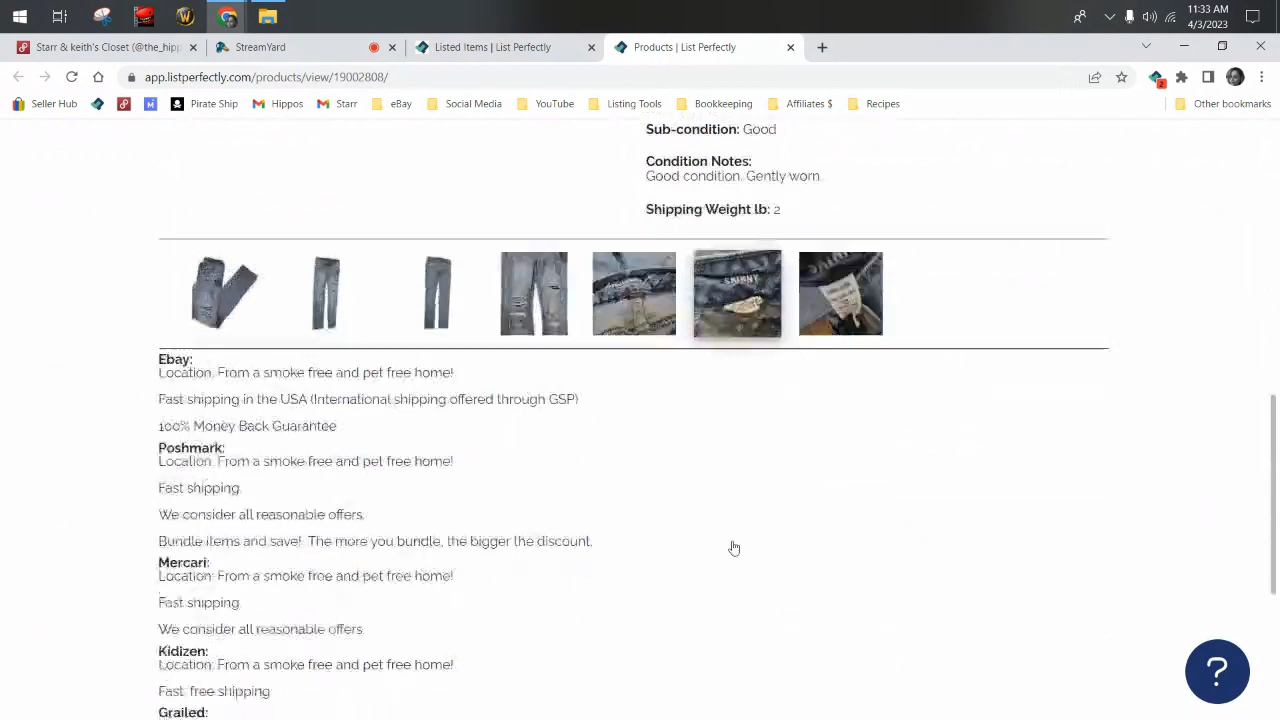 11:33 AM
4/3/2023
Starr & keith's Closet (@the_hipp
StreamYard
Listed Items | List Perfectly
Products | List Perfectly
app.listperfectly.com/products/view/19002808/
2
Seller Hub
Pirate Ship
Hippos
Starr
eBay
Social Media
YouTube
Listing Tools
Bookkeeping
Affiliates $
Recipes
Other bookmarks
Sub-condition: Good
Condition Notes:
Good condition. Gently worn.
Shipping Weight lb: 2
SKINNY
Ebay:
Location: From a smoke free and pet free home!
Fast shipping in the USA (International shipping offered through GSP)
100% Money Back Guarantee
Poshmark:
Location: From a smoke free and pet free home!
Fast shipping.
We consider all reasonable offers.
Bundle items and save! The more you bundle, the bigger the discount.
Mercari:
Location: From a smoke free and pet free home!
Fast shipping.
We consider all reasonable offers.
Kidizen:
Location: From a smoke free and pet free home!
Fast free shipping
Grailed:
?